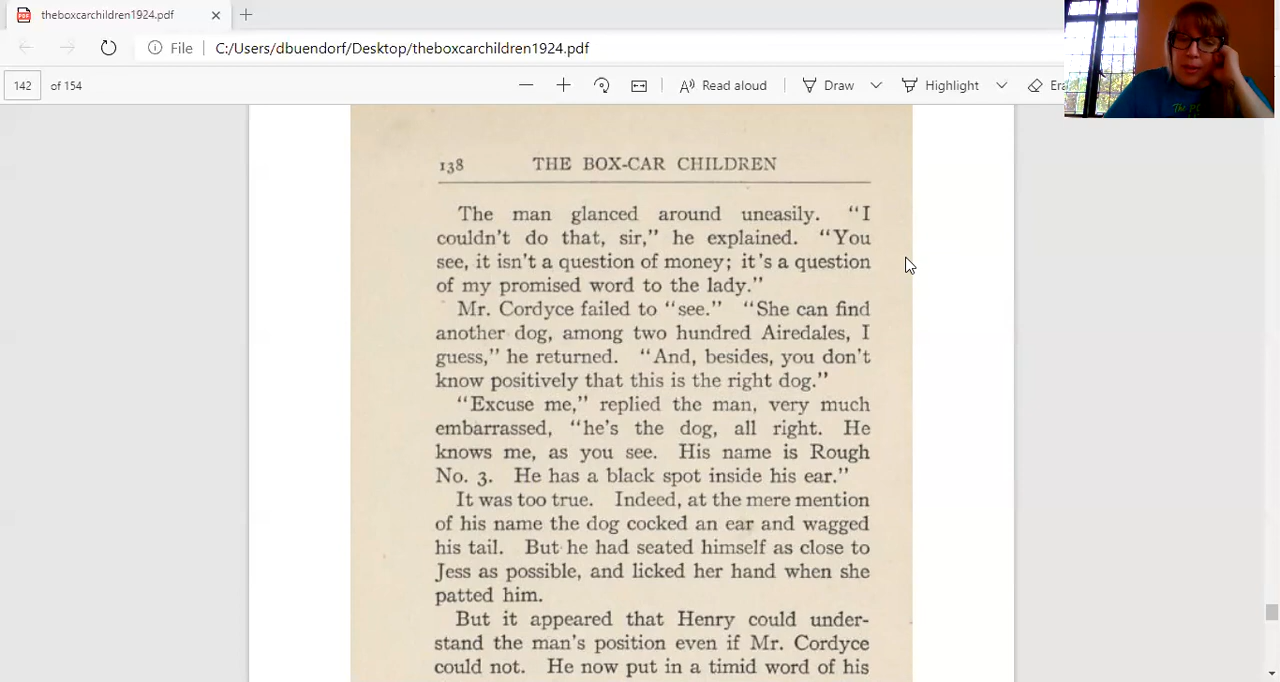 theboxcarchildren1924.pdf
File
C:/Users/dbuendorf/Desktop/theboxcarchildren1924.pdf
142 of 154
Read aloud
Draw
Highlight
138 THE BOX-CAR CHILDREN
The man glanced around uneasily. "I
couldn't do that, sir," he explained. "You
see, it isn't a question of money; it's a question
of my promised word to the lady."
Mr. Cordyce failed to "see." "She can find
another dog, among two hundred Airedales, I
guess," he returned. "And, besides, you don't
know positively that this is the right dog."
"Excuse me," replied the man, very much
embarrassed, "he's the dog, all right. He
knows me, as you see. His name is Rough
No. 3. He has a black spot inside his ear."
It was too true. Indeed, at the mere mention
of his name the dog cocked an ear and wagged
his tail. But he had seated himself as close to
Jess as possible, and licked her hand when she
patted him.
But it appeared that Henry could under-
stand the man's position even if Mr. Cordyce
could not. He now put in a timid word of his